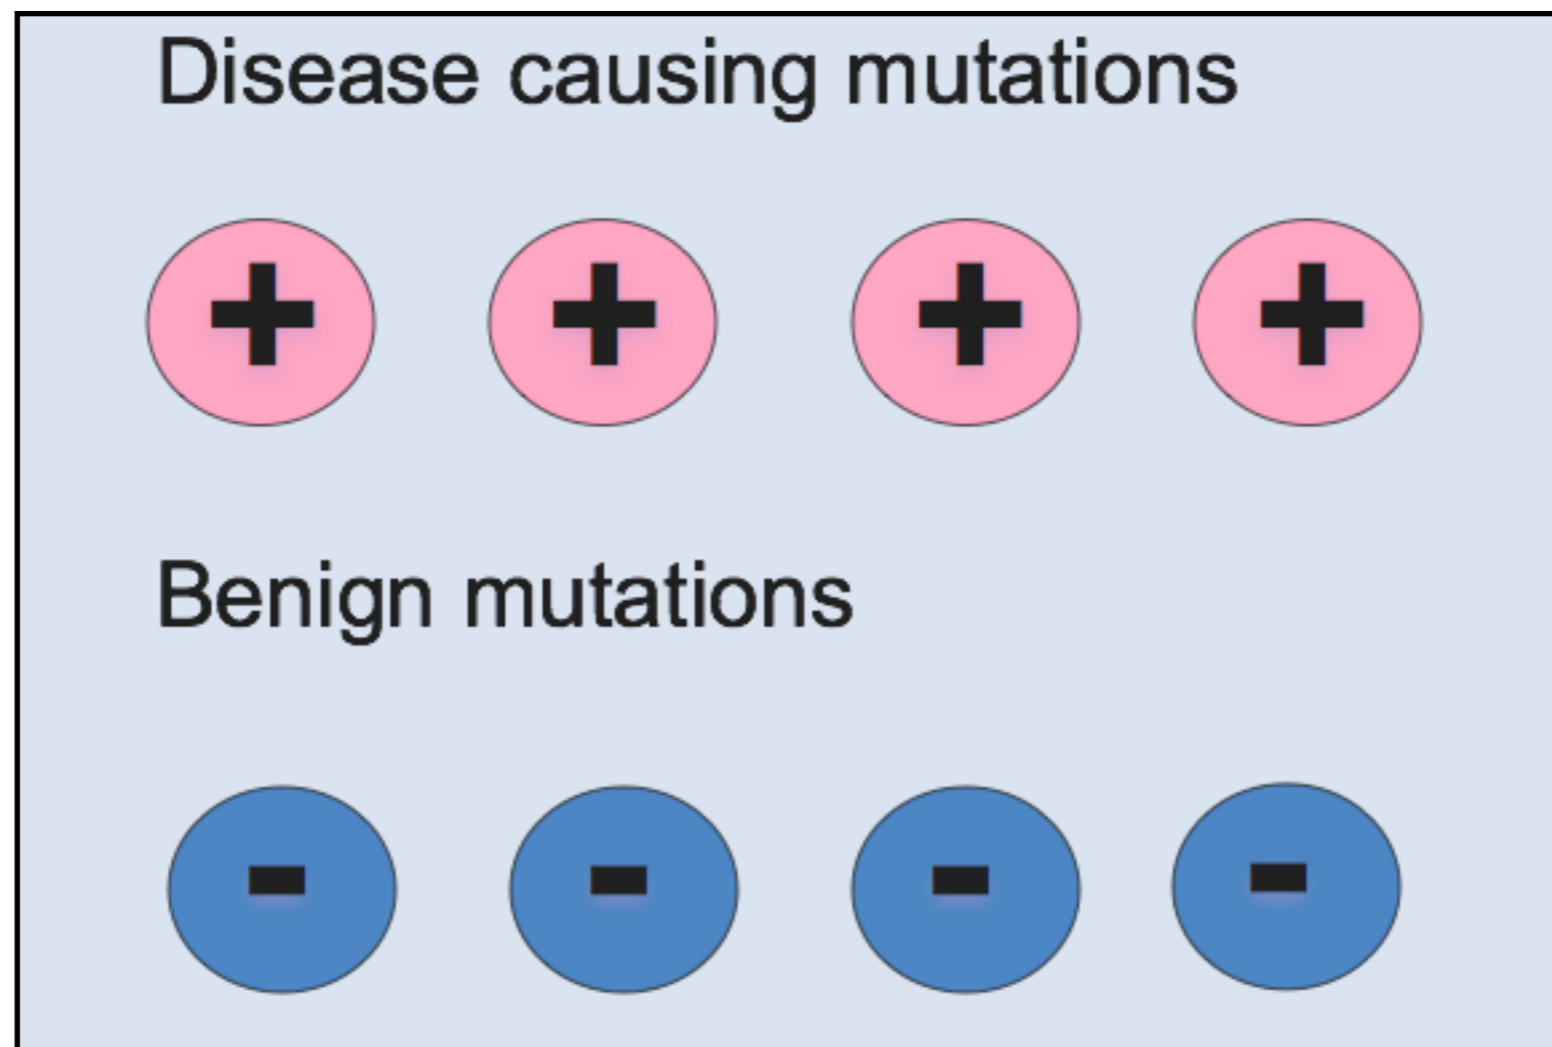 Disease causing mutations
+ + + +
Benign mutations
- - - -